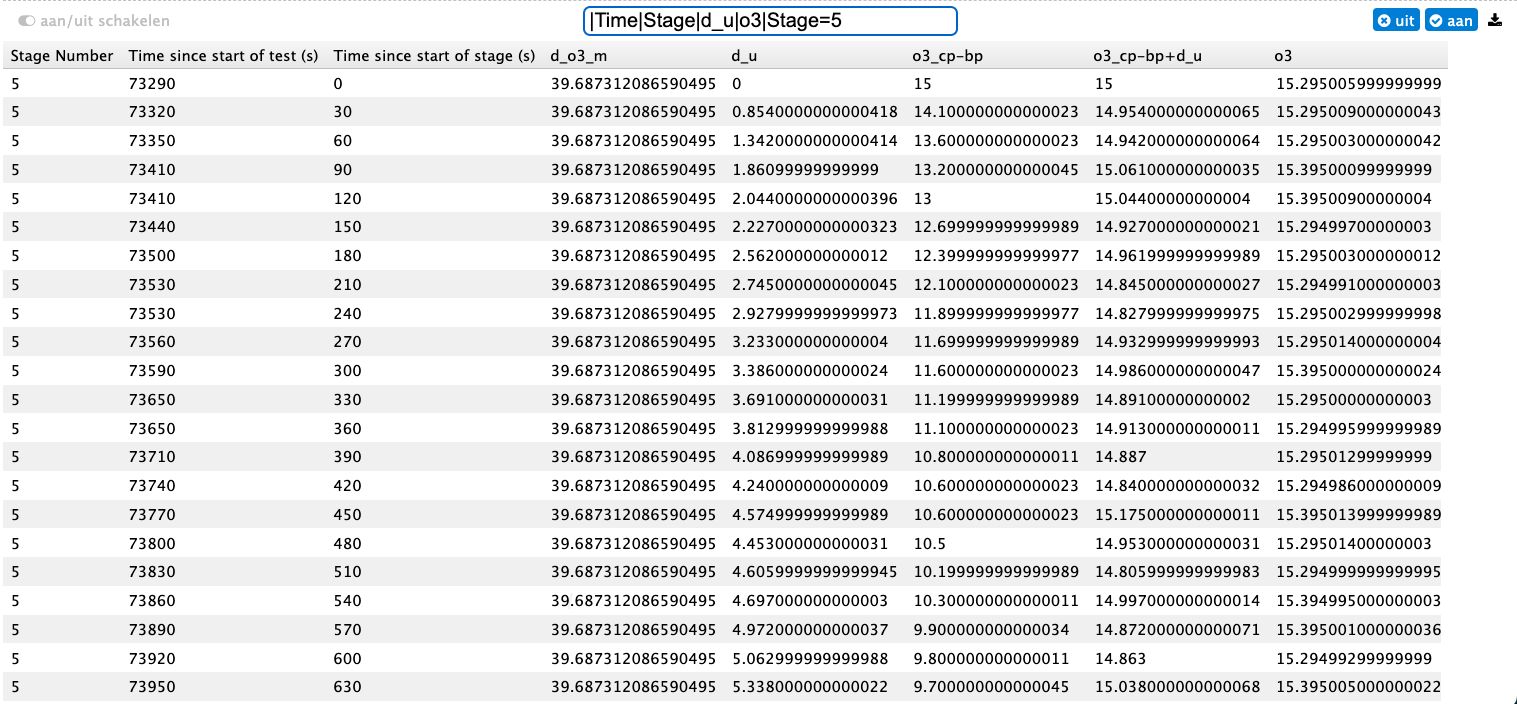 aan/uit schakelen |Time|Stage|d_u|o3|Stage=5 uit aan
Stage Number Time since start of test (s) Time since start of stage (s) d_o3_m d_u o3_cp-bp o3_cp-bp+d_u o3
5 73290 0 39.687312086590495 0 15 15 15.295005999999999
5 73320 30 39.687312086590495 0.8540000000000418 14.100000000000023 14.954000000000065 15.295009000000043
5 73350 60 39.687312086590495 1.3420000000000414 13.600000000000023 14.942000000000064 15.295003000000042
5 73410 90 39.687312086590495 1.86099999999999 13.200000000000045 15.061000000000035 15.39500099999999
5 73410 120 39.687312086590495 2.0440000000000396 13 15.04400000000004 15.39500900000004
5 73440 150 39.687312086590495 2.2270000000000323 12.699999999999989 14.927000000000021 15.29499700000003
5 73500 180 39.687312086590495 2.562000000000012 12.399999999999977 14.961999999999989 15.295003000000012
5 73530 210 39.687312086590495 2.7450000000000045 12.100000000000023 14.845000000000027 15.294991000000003
5 73530 240 39.687312086590495 2.9279999999999973 11.899999999999977 14.827999999999975 15.295002999999998
5 73560 270 39.687312086590495 3.233000000000004 11.699999999999989 14.932999999999993 15.295014000000004
5 73590 300 39.687312086590495 3.386000000000024 11.600000000000023 14.986000000000047 15.395000000000024
5 73650 330 39.687312086590495 3.691000000000031 11.199999999999989 14.89100000000002 15.29500000000003
5 73650 360 39.687312086590495 3.812999999999988 11.100000000000023 14.913000000000011 15.294995999999989
5 73710 390 39.687312086590495 4.086999999999989 10.800000000000011 14.887 15.29501299999999
5 73740 420 39.687312086590495 4.240000000000009 10.600000000000023 14.840000000000032 15.294986000000009
5 73770 450 39.687312086590495 4.574999999999989 10.600000000000023 15.175000000000011 15.395013999999989
5 73800 480 39.687312086590495 4.453000000000031 10.5 14.953000000000031 15.29501400000003
5 73830 510 39.687312086590495 4.6059999999999945 10.199999999999989 14.805999999999983 15.294999999999995
5 73860 540 39.687312086590495 4.697000000000003 10.300000000000011 14.997000000000014 15.394995000000003
5 73890 570 39.687312086590495 4.972000000000037 9.900000000000034 14.872000000000071 15.395001000000036
5 73920 600 39.687312086590495 5.062999999999988 9.800000000000011 14.863 15.29499299999999
5 73950 630 39.687312086590495 5.338000000000022 9.700000000000045 15.038000000000068 15.395005000000022